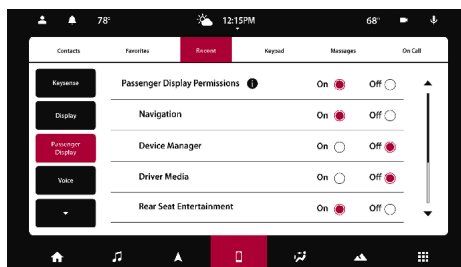 78° 12:15PM 68°
Contacts Favorites Recent Keypad Messages On Call
Keysense
Passenger Display Permissions On Off
Display
Navigation On Off
Passenger
Display
Device Manager On Off
Voice
Driver Media On Off
Rear Seat Entertainment On Off